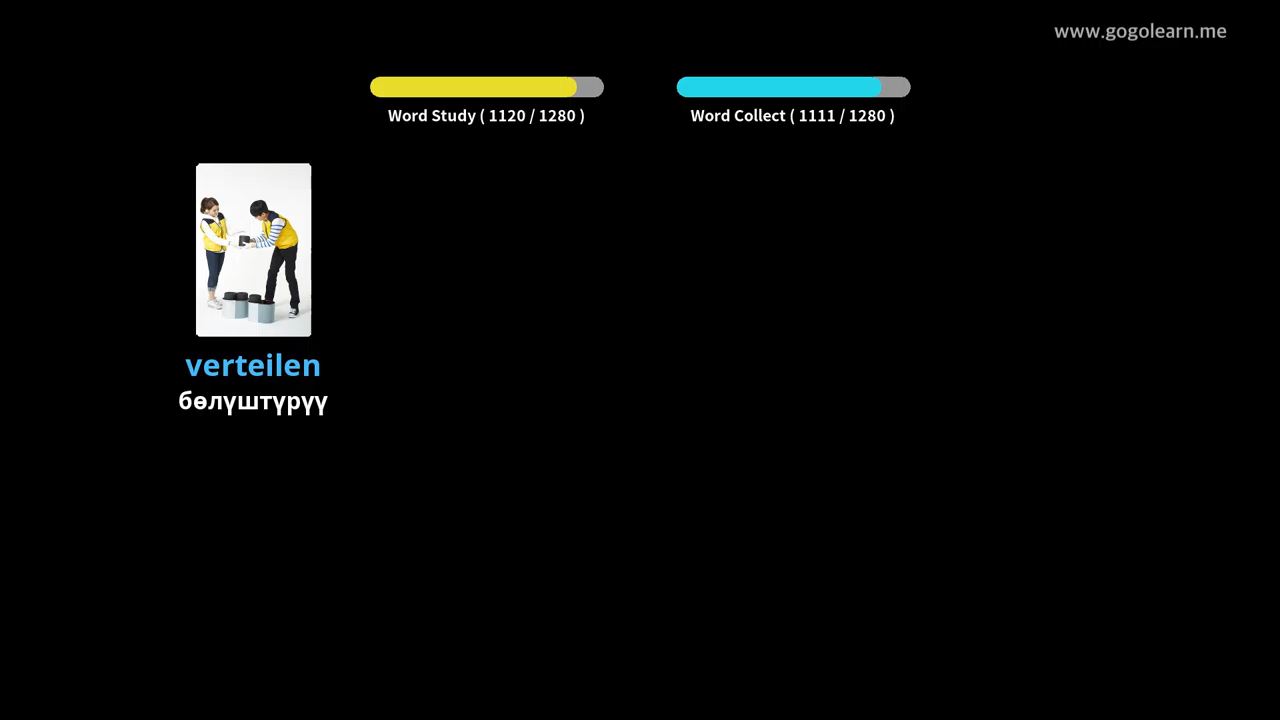 www.gogolearn.me
Word Study ( 1120 / 1280 )
Word Collect ( 1111 / 1280 )
verteilen
бөлүштүрүү